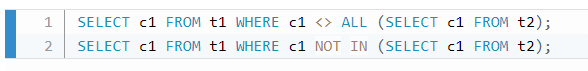 1 SELECT c1 FROM t1 WHERE c1 <> ALL (SELECT c1 FROM t2);
2 SELECT c1 FROM t1 WHERE c1 NOT IN (SELECT c1 FROM t2);